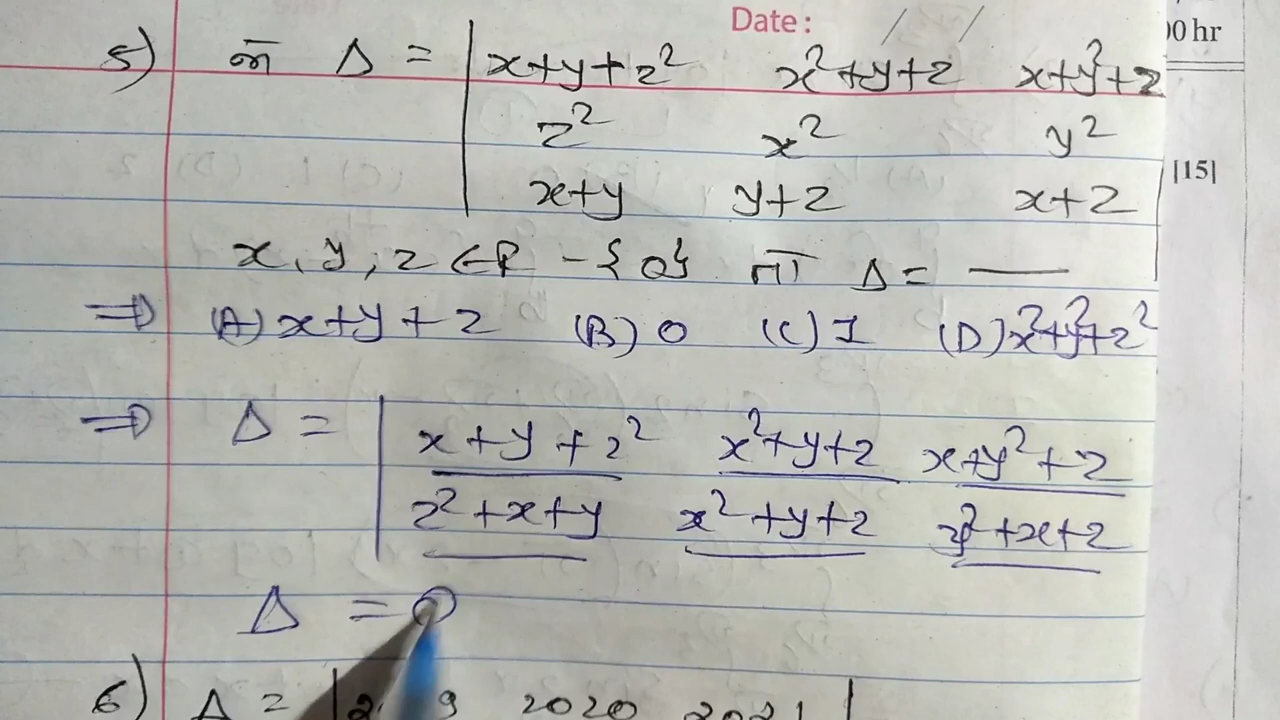 Date: / /
00 hr
5) જો Δ = | x+y+z² x²+y+z x+y²+z
z² x² y²
[15]
x+y y+z x+z |
x, y, z ∈ R - {0} તો Δ = ___
⇒ (A) x+y+z (B) 0 (C) 1 (D) x²+y²+z²
⇒ Δ = | x+y+z² x²+y+z x+y²+z
z²+x+y x²+y+z y²+x+z
Δ = 0
6) Δ = | 2020 2021 |